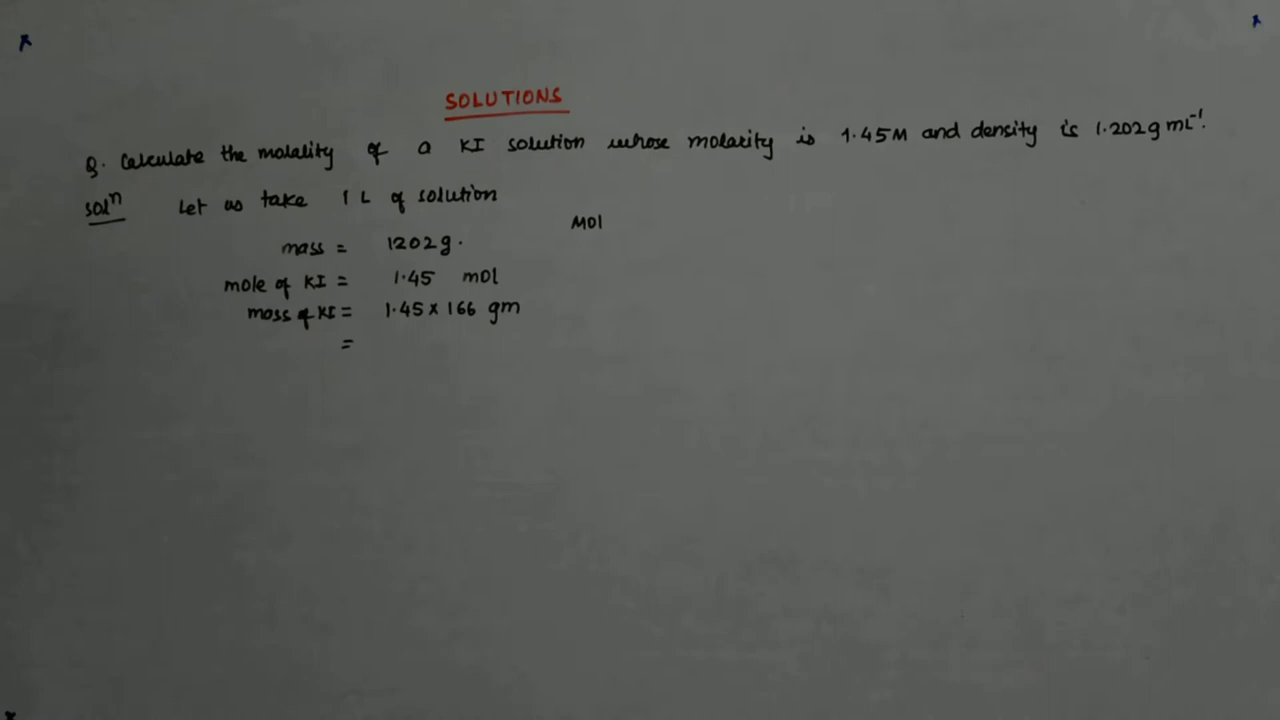 SOLUTIONS
Q. Calculate the molality of a KI solution whose molarity is 1.45M and density is 1.202g mL⁻¹.
solⁿ Let us take 1 L of solution
Mol
mass = 1202g.
mole of KI = 1.45 mol
mass of KI = 1.45 x 166 gm
=